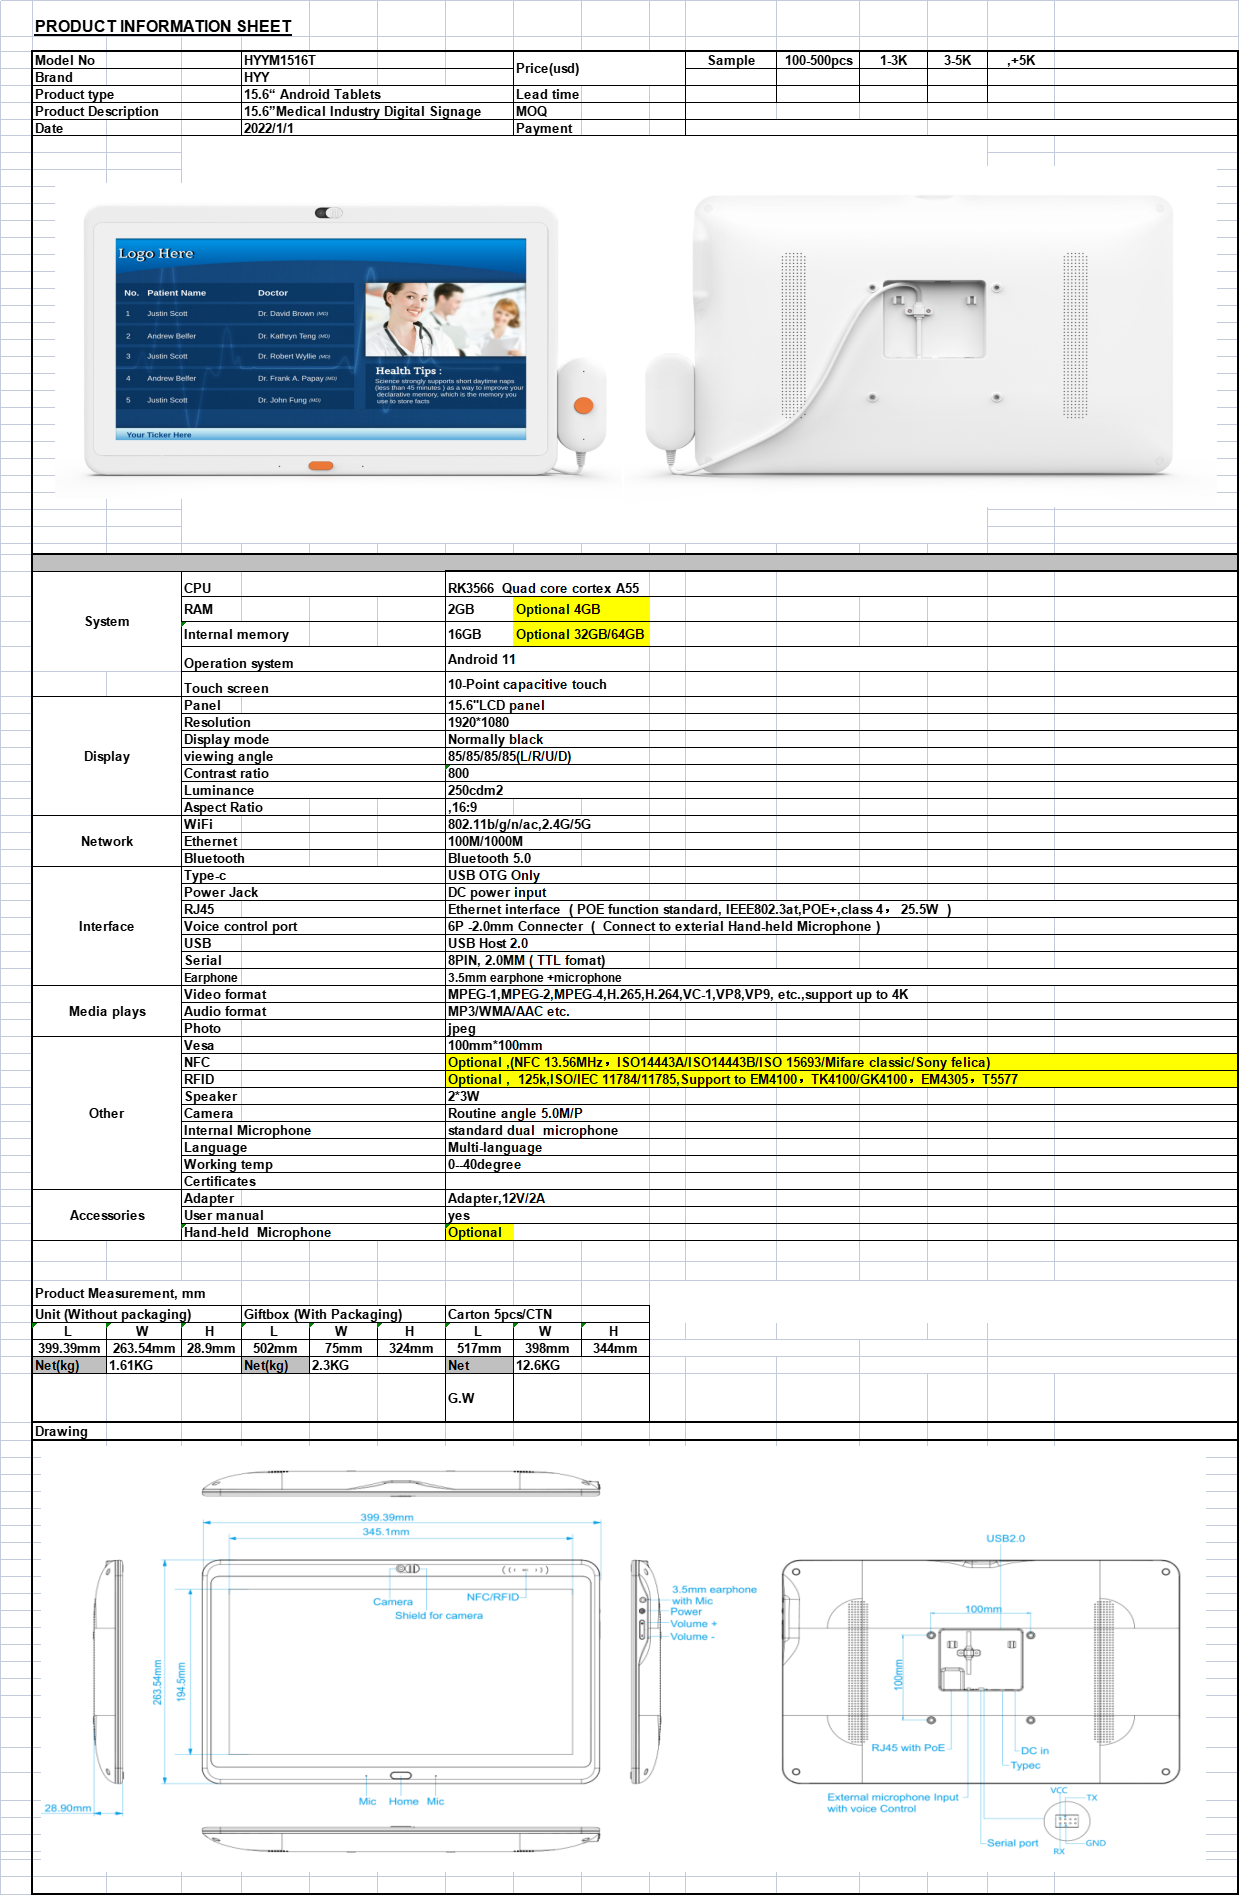 PRODUCT INFORMATION SHEET
Model No HYYM1516T Price(usd) Sample 100-500pcs 1-3K 3-5K ,+5K
Brand HYY
Product type 15.6“ Android Tablets Lead time
Product Description 15.6”Medical Industry Digital Signage MOQ
Date 2022/1/1 Payment
Logo Here
No. Patient Name Doctor
1 Justin Scott Dr. David Brown (MD)
2 Andrew Belfer Dr. Kathryn Teng (MD)
3 Justin Scott Dr. Robert Wyllie (MD)
4 Andrew Belfer Dr. Frank A. Papay (MD)
5 Justin Scott Dr. John Fung (MD)
Health Tips :
Science strongly supports short daytime naps
(less than 45 minutes ) as a way to improve your
declarative memory, which is the memory you
use to store facts
Your Ticker Here
System
CPU RK3566 Quad core cortex A55
RAM 2GB Optional 4GB
Internal memory 16GB Optional 32GB/64GB
Operation system Android 11
Touch screen 10-Point capacitive touch
Display
Panel 15.6"LCD panel
Resolution 1920*1080
Display mode Normally black
viewing angle 85/85/85/85(L/R/U/D)
Contrast ratio 800
Luminance 250cdm2
Aspect Ratio ,16:9
Network
WiFi 802.11b/g/n/ac,2.4G/5G
Ethernet 100M/1000M
Bluetooth Bluetooth 5.0
Interface
Type-c USB OTG Only
Power Jack DC power input
RJ45 Ethernet interface ( POE function standard, IEEE802.3at,POE+,class 4， 25.5W )
Voice control port 6P -2.0mm Connecter ( Connect to exterial Hand-held Microphone )
USB USB Host 2.0
Serial 8PIN, 2.0MM ( TTL fomat)
Earphone 3.5mm earphone +microphone
Media plays
Video format MPEG-1,MPEG-2,MPEG-4,H.265,H.264,VC-1,VP8,VP9, etc.,support up to 4K
Audio format MP3/WMA/AAC etc.
Photo jpeg
Other
Vesa 100mm*100mm
NFC Optional ,(NFC 13.56MHz，ISO14443A/ISO14443B/ISO 15693/Mifare classic/Sony felica)
RFID Optional , 125k,ISO/IEC 11784/11785,Support to EM4100，TK4100/GK4100，EM4305，T5577
Speaker 2*3W
Camera Routine angle 5.0M/P
Internal Microphone standard dual microphone
Language Multi-language
Working temp 0--40degree
Certificates
Accessories
Adapter Adapter,12V/2A
User manual yes
Hand-held Microphone Optional
Product Measurement, mm
Unit (Without packaging) Giftbox (With Packaging) Carton 5pcs/CTN
L W H L W H L W H
399.39mm 263.54mm 28.9mm 502mm 75mm 324mm 517mm 398mm 344mm
Net(kg) 1.61KG Net(kg) 2.3KG Net 12.6KG
G.W
Drawing
399.39mm
345.1mm
263.54mm
194.5mm
28.90mm
Camera
Shield for camera
NFC/RFID
Mic Home Mic
3.5mm earphone
with Mic
Power
Volume +
Volume -
USB2.0
100mm
100mm
RJ45 with PoE
DC in
Typec
External microphone Input
with voice Control
Serial port
VCC
TX
GND
RX